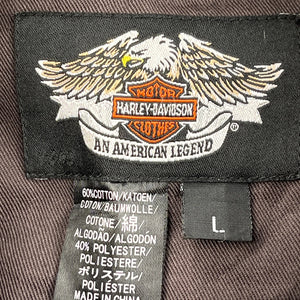 MOTOR
HARLEY-DAVIDSON
CLOTHES
®
AN AMERICAN LEGEND
60%COTTON/KATOEN/
COTON/BAUMWOLLE/
COTONE/綿/
ALGODÃO/ALGODÓN
40% POLYESTER/
POLIESTERE/
ポリエステル/
POLIÉSTER
MADE IN CHINA
L